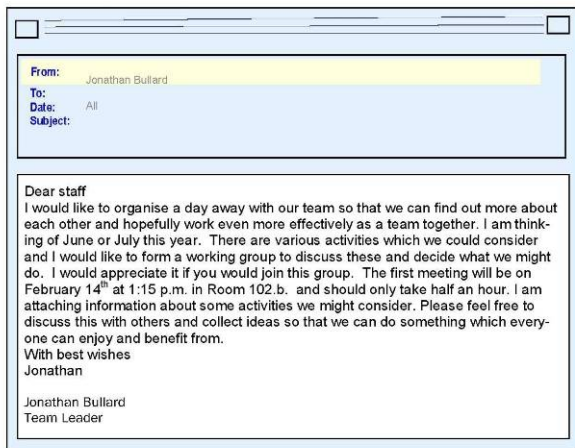 From:
Jonathan Bullard
To:
Date:
All
Subject:
Dear staff
I would like to organise a day away with our team so that we can find out more about
each other and hopefully work even more effectively as a team together. I am think-
ing of June or July this year.  There are various activities which we could consider
and I would like to form a working group to discuss these and decide what we might
do.  I would appreciate it if you would join this group.  The first meeting will be on
February 14th at 1:15 p.m. in Room 102.b.  and should only take half an hour. I am
attaching information about some activities we might consider. Please feel free to
discuss this with others and collect ideas so that we can do something which every-
one can enjoy and benefit from.
With best wishes
Jonathan
Jonathan Bullard
Team Leader